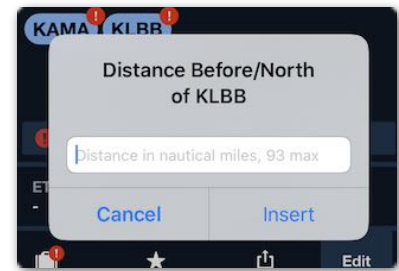 KAMA KLBB
Distance Before/North
of KLBB
Distance in nautical miles, 93 max
ET
-
Cancel Insert
Edit